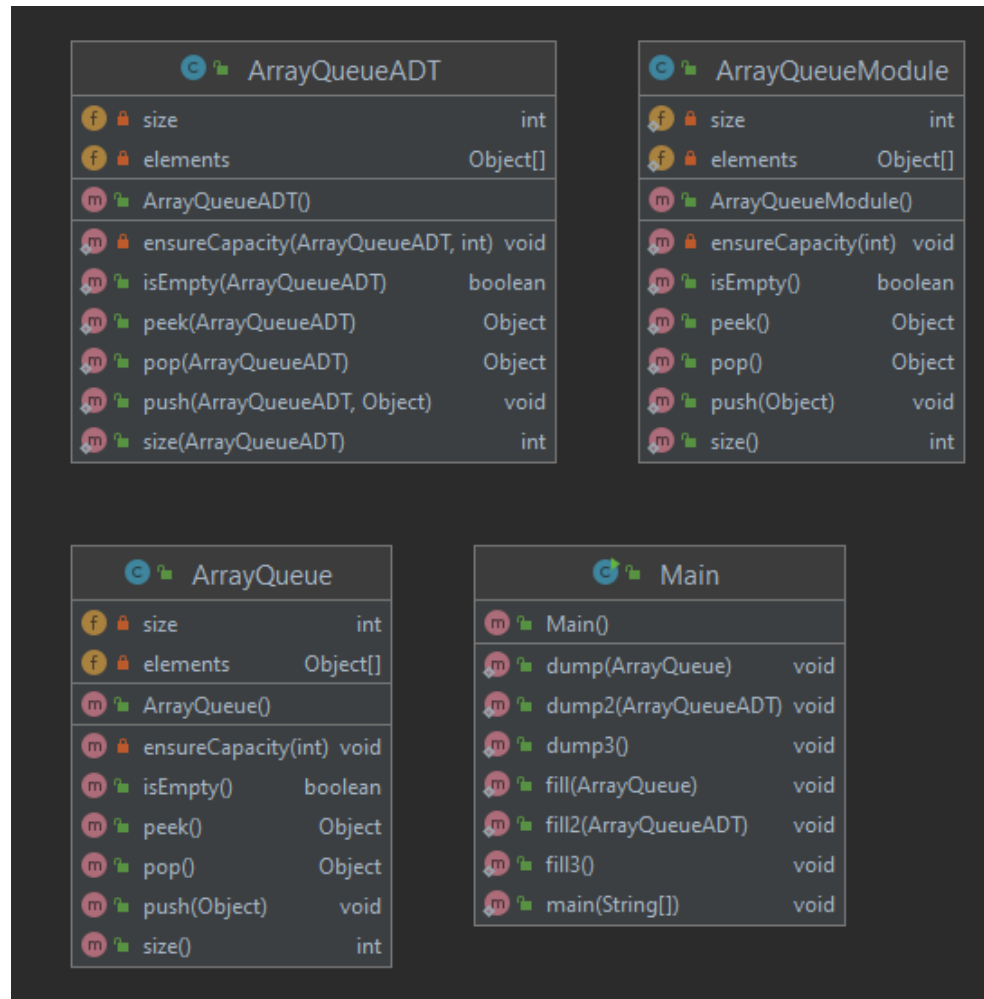 ArrayQueueADT
f size int
f elements Object[]
m ArrayQueueADT()
m ensureCapacity(ArrayQueueADT, int) void
m isEmpty(ArrayQueueADT) boolean
m peek(ArrayQueueADT) Object
m pop(ArrayQueueADT) Object
m push(ArrayQueueADT, Object) void
m size(ArrayQueueADT) int
C ArrayQueueModule
f size int
f elements Object[]
m ArrayQueueModule()
m ensureCapacity(int) void
m isEmpty() boolean
m peek() Object
m pop() Object
m push(Object) void
m size() int
C ArrayQueue
f size int
f elements Object[]
m ArrayQueue()
m ensureCapacity(int) void
m isEmpty() boolean
m peek() Object
m pop() Object
m push(Object) void
m size() int
C Main
m Main()
m dump(ArrayQueue) void
m dump2(ArrayQueueADT) void
m dump3() void
m fill(ArrayQueue) void
m fill2(ArrayQueueADT) void
m fill3() void
m main(String[]) void